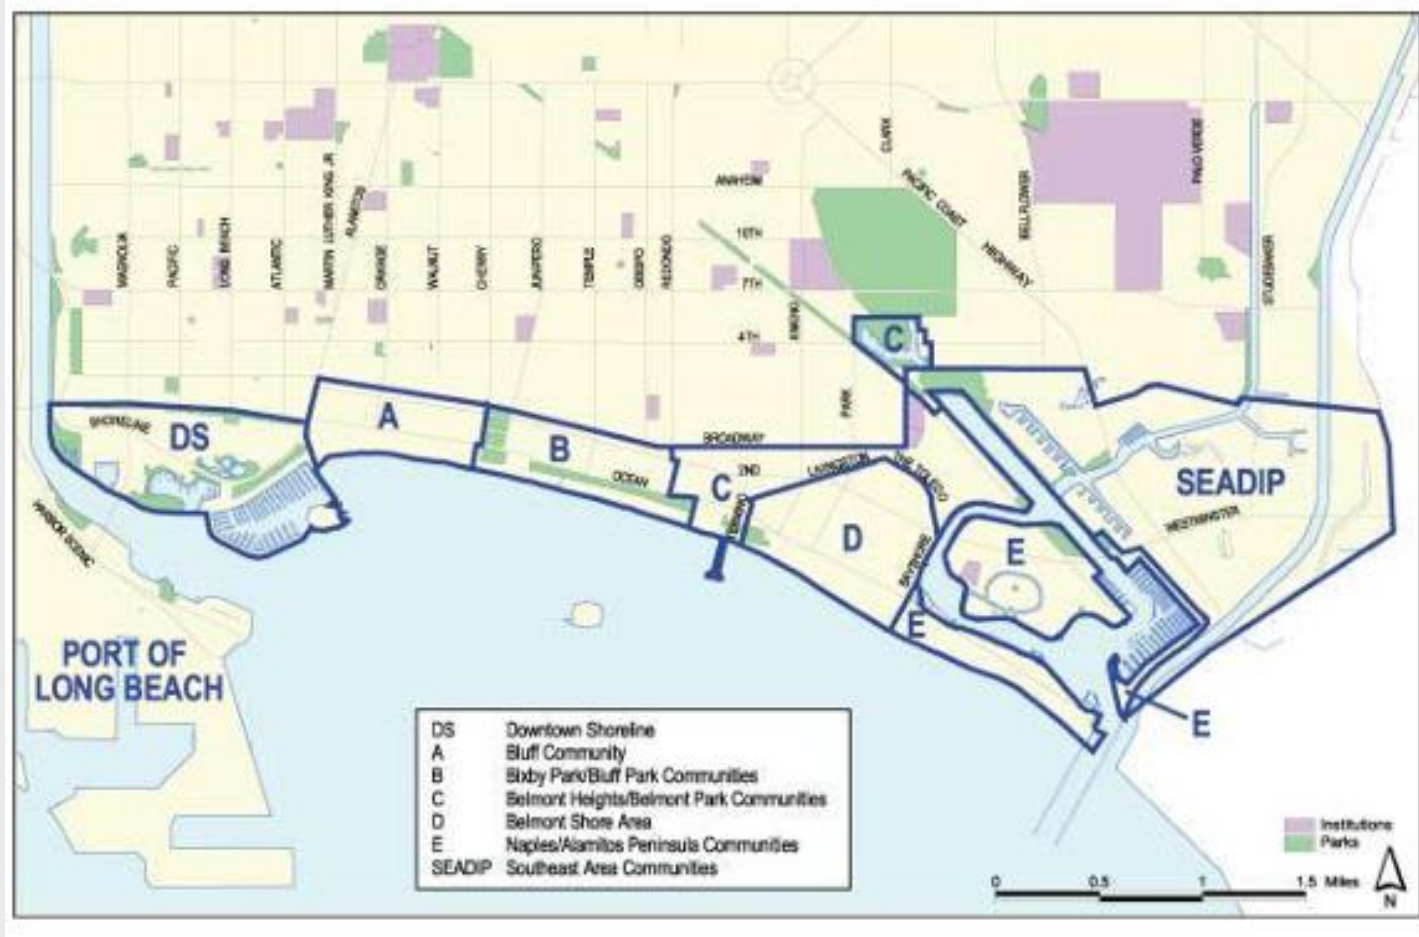 CLARK
PALO VERDE
MARTIN LUTHER KING JR
ALAMITOS
ANAHEIM
PACIFIC COAST
HIGHWAY
BELLFLOWER
MAGNOLIA
PACIFIC
LONG BEACH
ATLANTIC
ORANGE
WALNUT
CHERRY
JUNIPERO
TEMPLE
OBISPO
REDONDO
10TH
7TH
STUDEBAKER
4TH
XIMENO
C
PARK
SHORELINE
DS
A
BROADWAY
B
OCEAN
C
2ND
LIVINGSTON
THE TOLEDO
SEADIP
WESTMINSTER
TERMINO
D
BAYSHORE
E
HARBOR SCENIC
E
PORT OF
LONG BEACH
E
DS Downtown Shoreline
A Bluff Community
B Bixby Park/Bluff Park Communities
C Belmont Heights/Belmont Park Communities
D Belmont Shore Area
E Naples/Alamitos Peninsula Communities
SEADIP Southeast Area Communities
Institutions
Parks
0 0.5 1 1.5 Miles
N